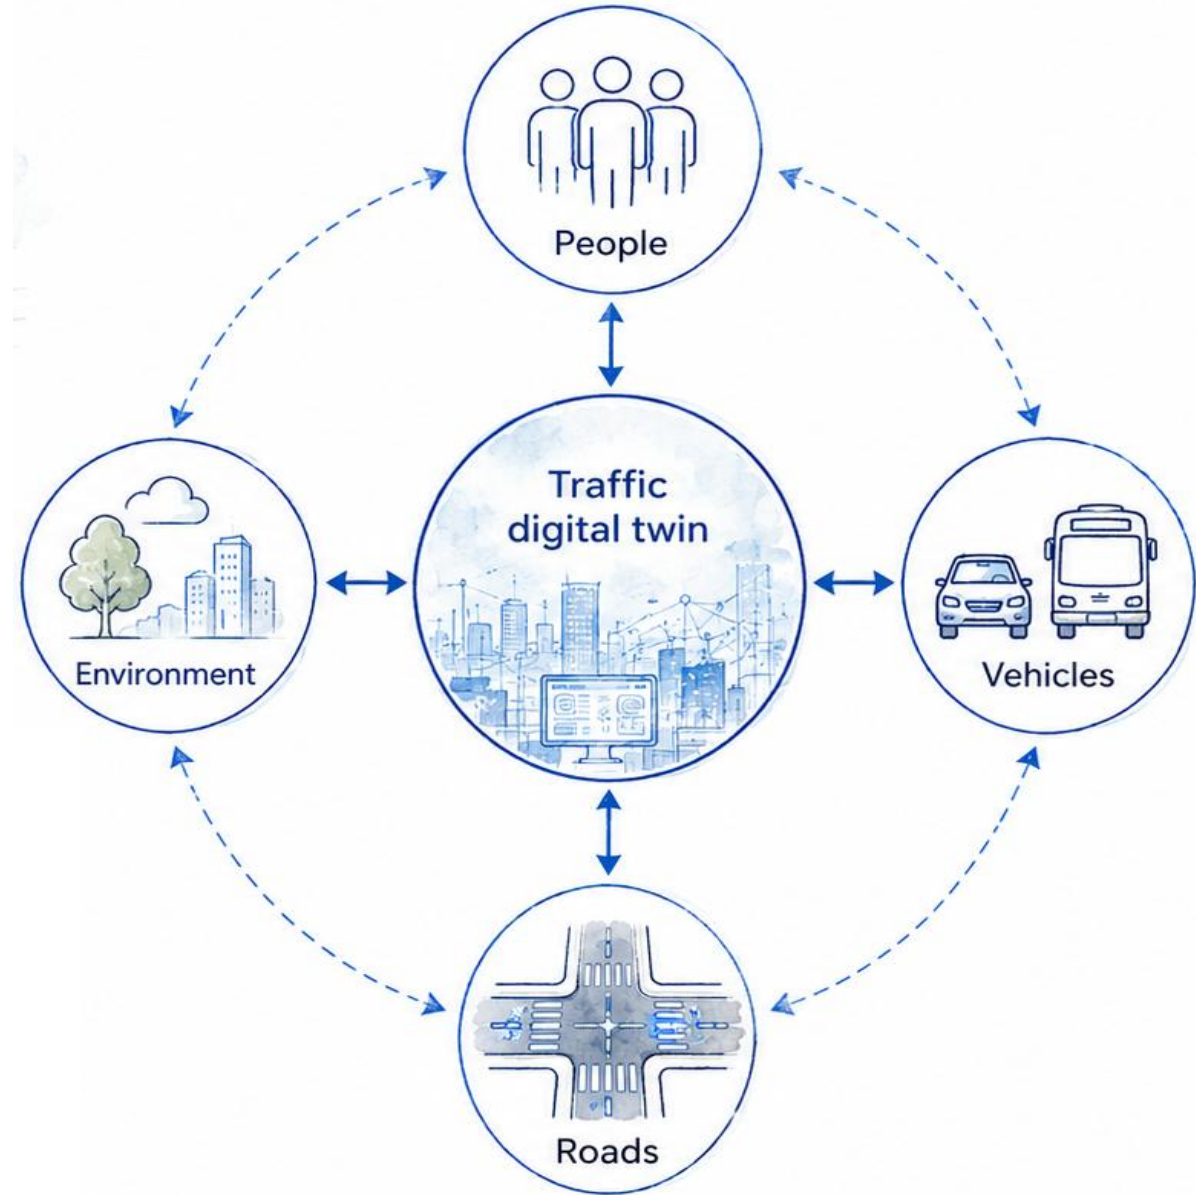 People
Traffic
digital twin
Environment
Vehicles
Roads